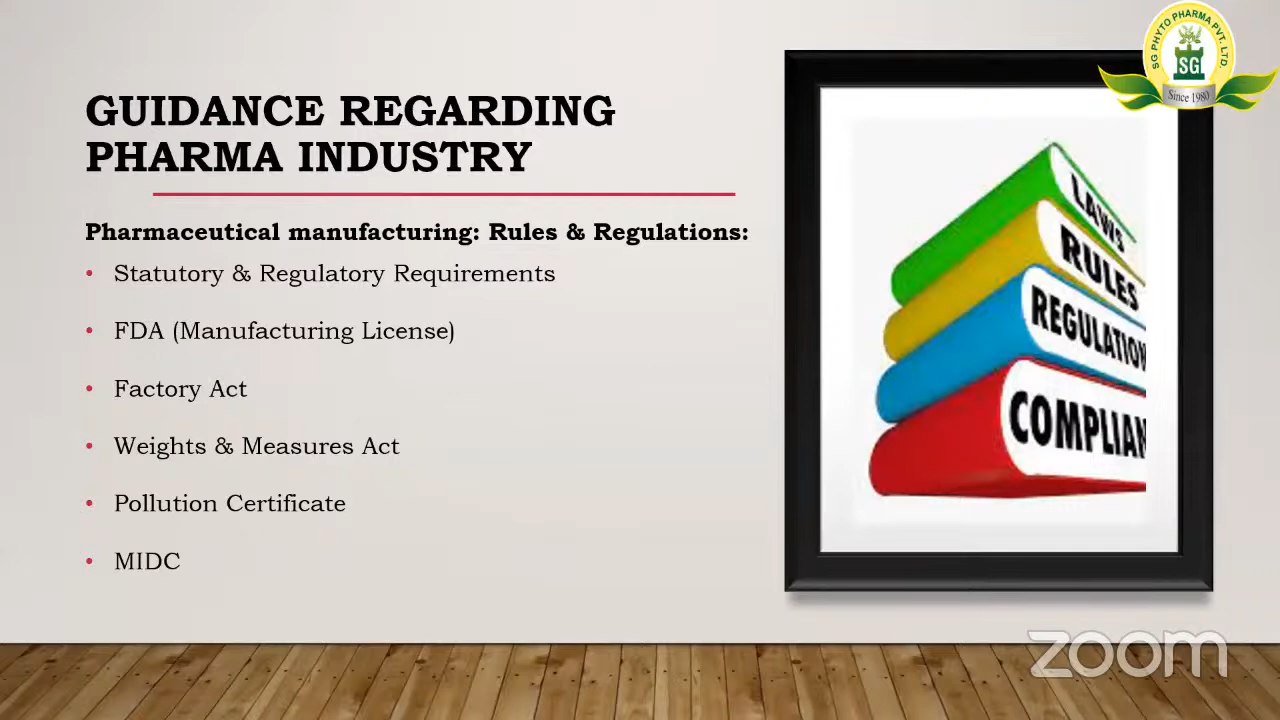 GUIDANCE REGARDING
PHARMA INDUSTRY
Pharmaceutical manufacturing: Rules & Regulations:
• Statutory & Regulatory Requirements
• FDA (Manufacturing License)
• Factory Act
• Weights & Measures Act
• Pollution Certificate
• MIDC
SG PHYTO PHARMA PVT. LTD.
SG
Since 1980
LAWS
RULES
REGULATION
COMPLIAN
zoom